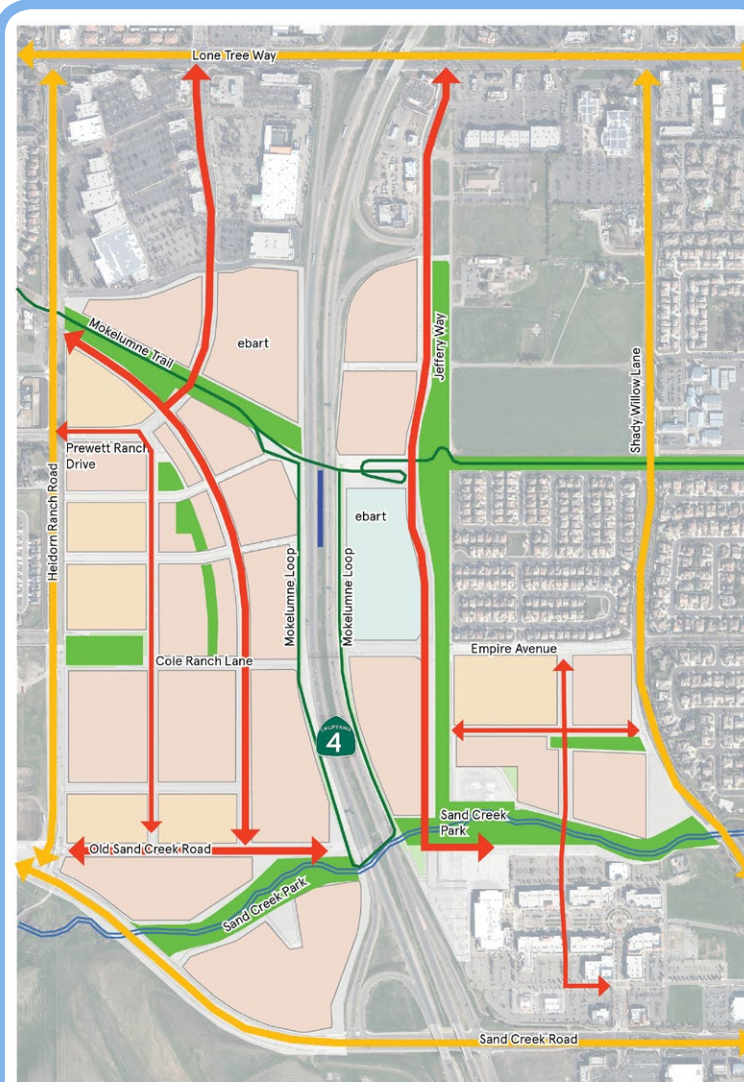 Lone Tree Way
Mokelumne Trail
ebart
Jeffery Way
Shady Willow Lane
Prewett Ranch
Drive
Heidorn Ranch Road
ebart
Mokelumne Loop
Mokelumne Loop
Empire Avenue
Cole Ranch Lane
CALIFORNIA
4
Sand Creek
Park
Old Sand Creek Road
Sand Creek Park
Sand Creek Road